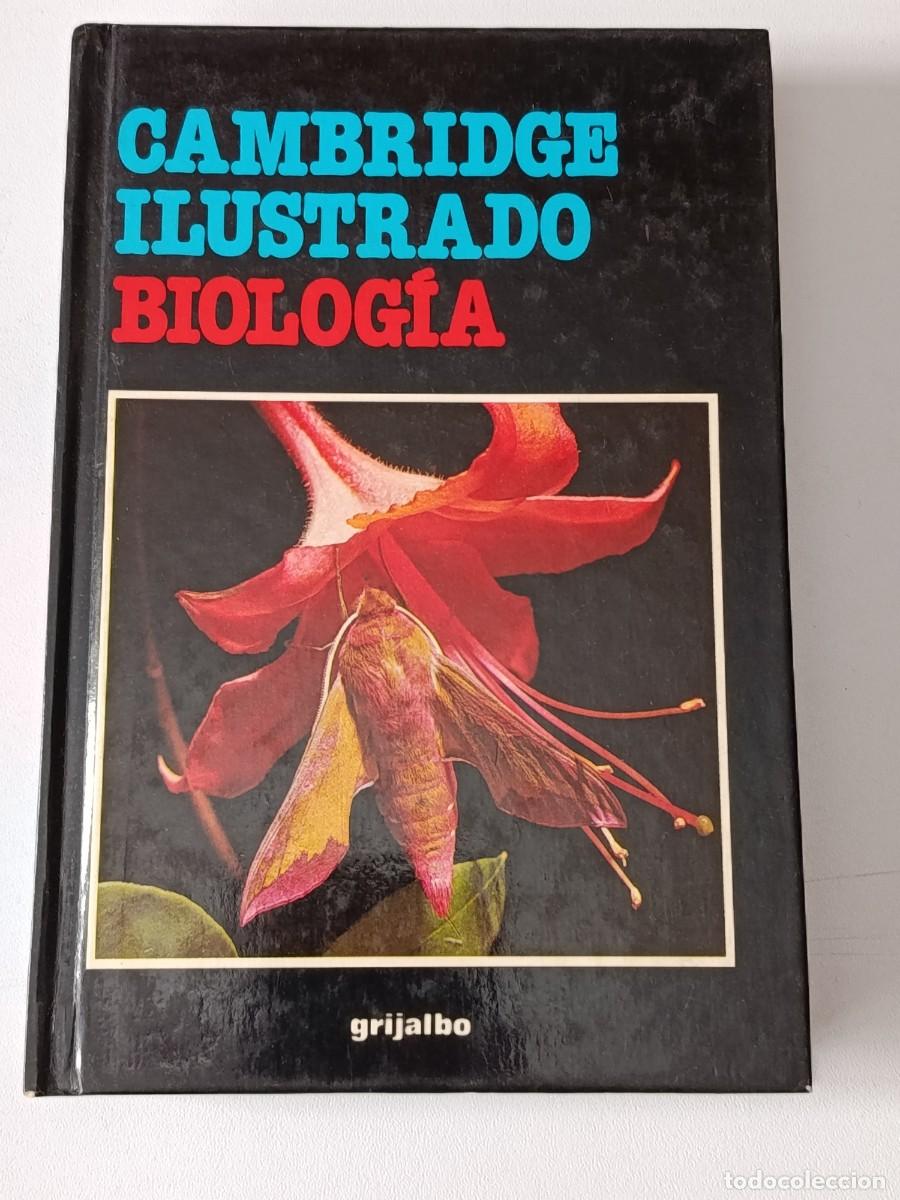 CAMBRIDGE
ILUSTRADO
BIOLOGÍA
grijalbo
todocoleccion